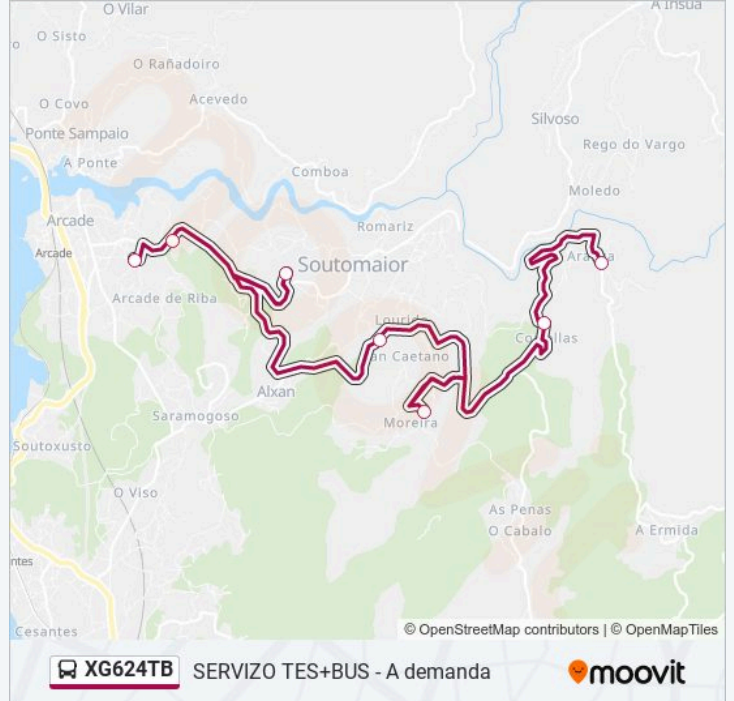 O Vilar
A Insua
O Sisto
O Rañadoiro
O Covo
Acevedo
Ponte Sampaio
Silvoso
Rego do Vargo
A Ponte
Comboa
Moledo
Arcade
Romariz
Arcade
Soutomaior
Arcade de Riba
Lourido
San Caetano
Alxan
Saramogoso
Moreira
Soutoxusto
O Viso
As Penas
O Cabalo
A Ermida
ntes
Cesantes
© OpenStreetMap contributors | © OpenMapTiles
XG624TB SERVIZO TES+BUS - A demanda
moovit